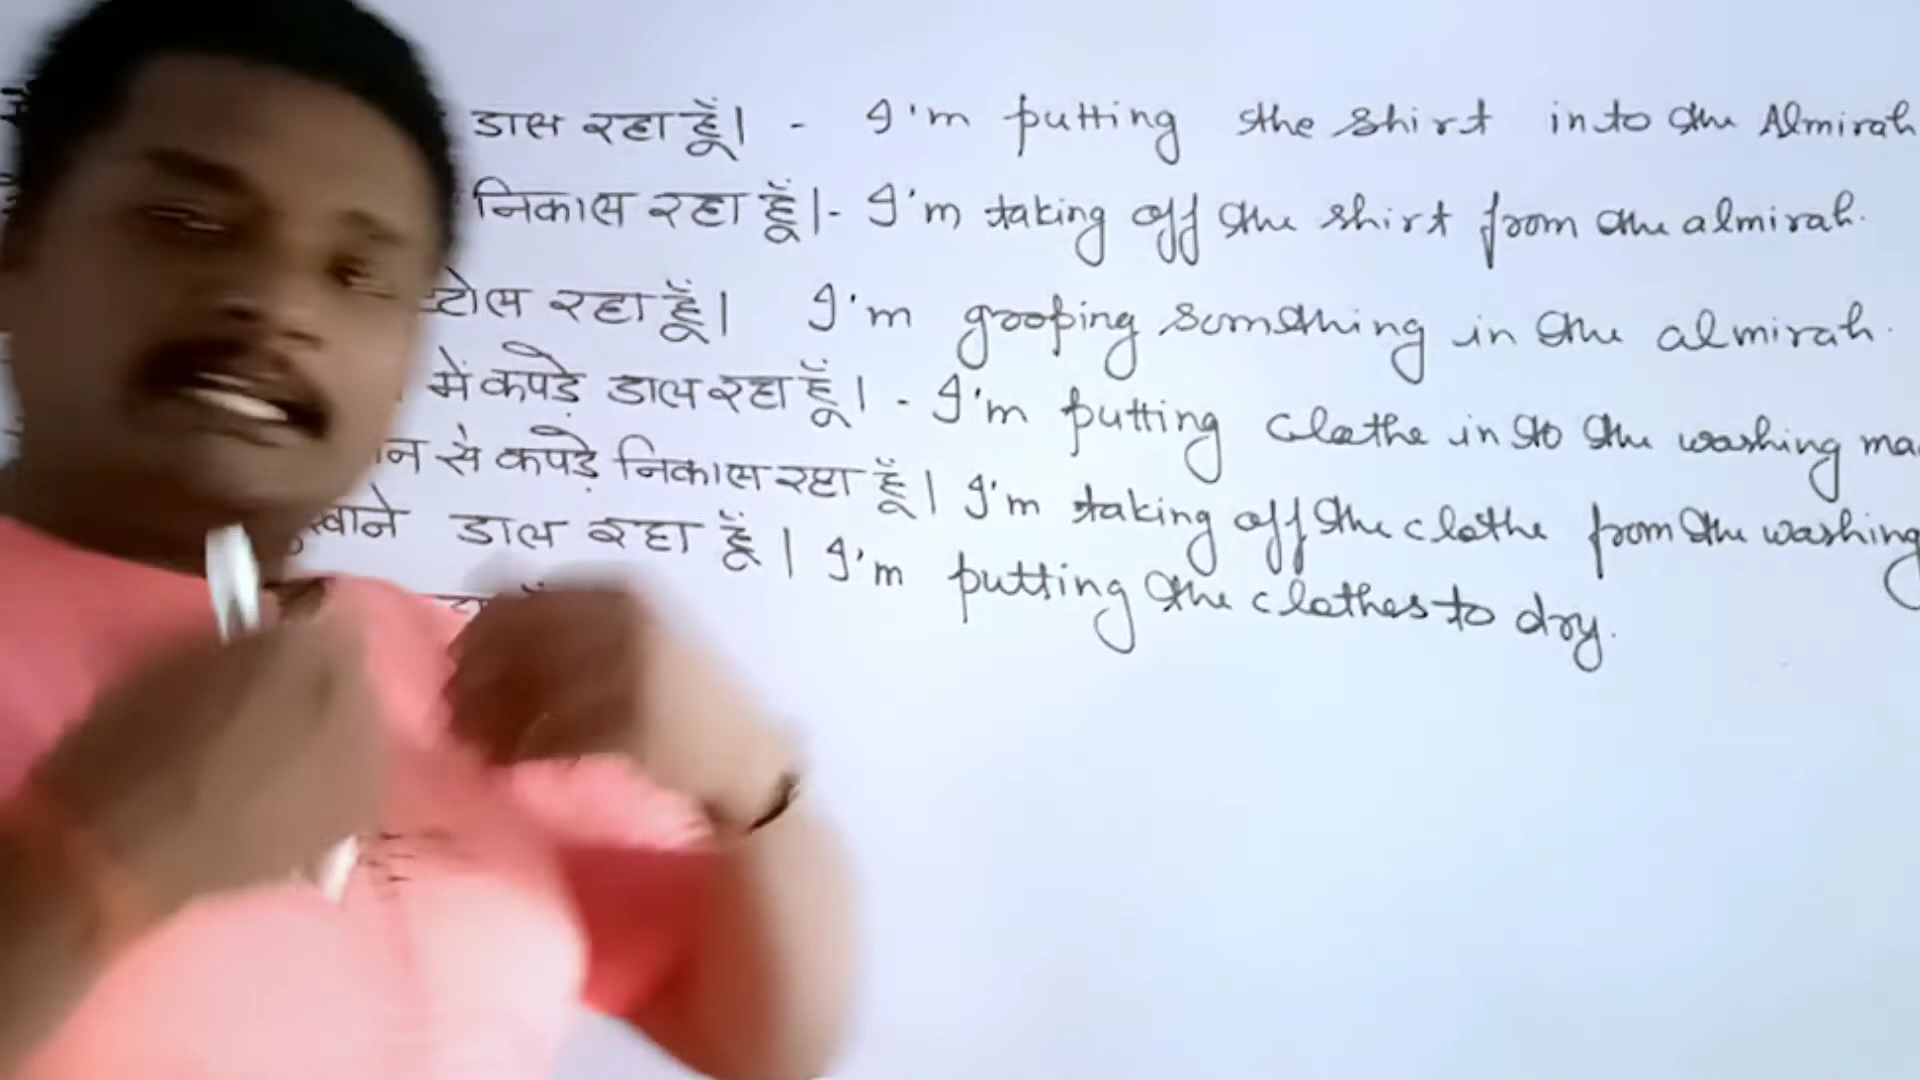 डाल रहा हूँ। - I'm putting the shirt into the Almirah
निकाल रहा हूँ।- I'm taking off the shirt from the almirah.
रहा हूँ। I'm grooping something in the almirah.
में कपड़े डाल रहा हूँ। - I'm putting clothe in to the washing
से कपड़े निकाल रहा हूँ। I'm taking off the clothe from the washing
डाल रहा हूँ। I'm putting the clothes to dry.